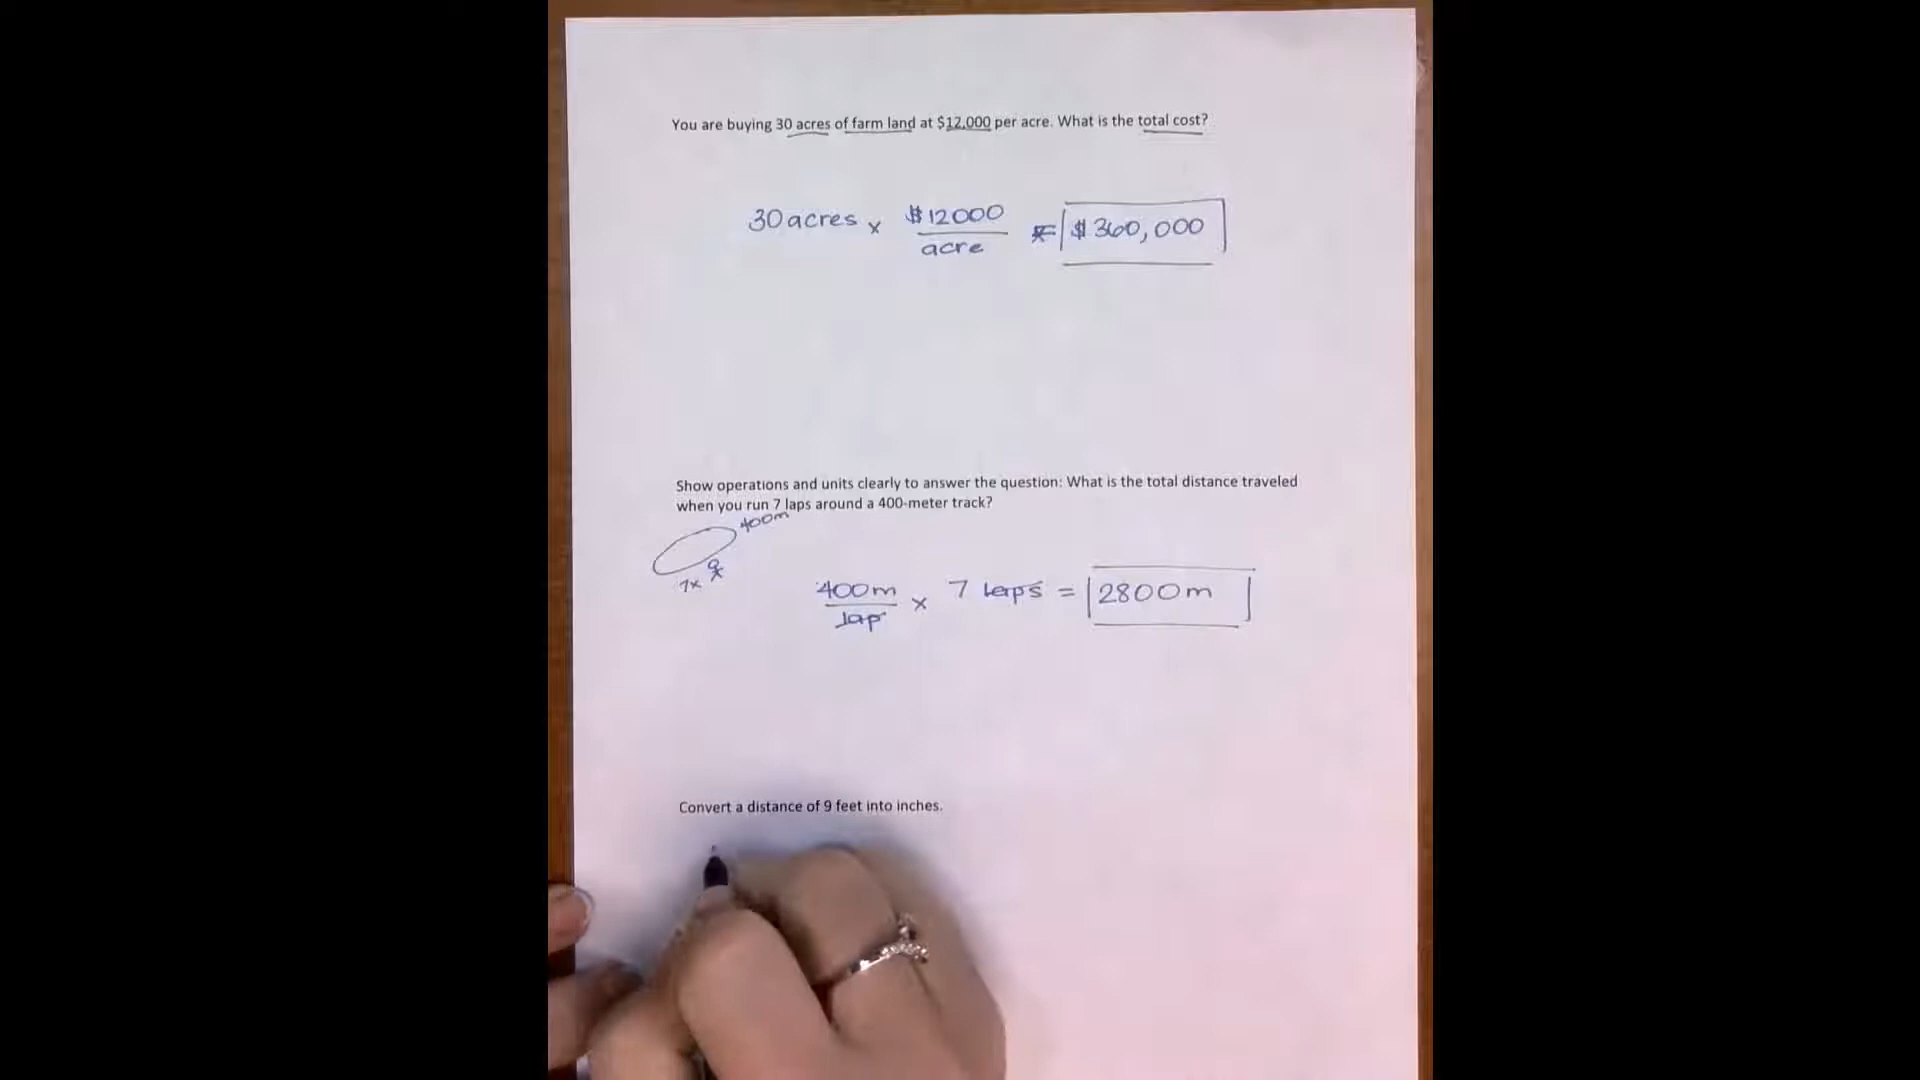 You are buying 30 acres of farm land at $12,000 per acre. What is the total cost?
30 acres x $12000 / acre = $360,000
Show operations and units clearly to answer the question: What is the total distance traveled
when you run 7 laps around a 400-meter track?
400m
7x
400m / lap x 7 laps = 2800m
Convert a distance of 9 feet into inches.